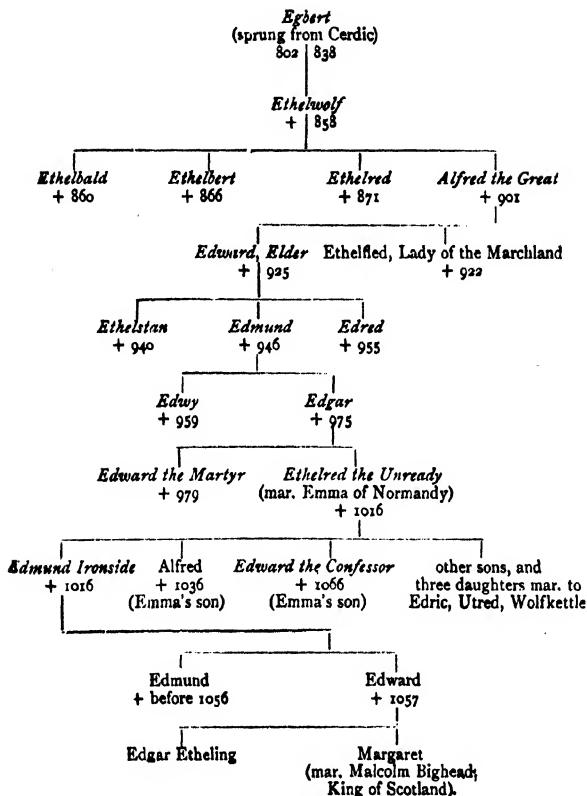 Egbert
(sprung from Cerdic)
802 838
Ethelwolf
+ 858
Ethelbald Ethelbert Ethelred Alfred the Great
+ 860 + 866 + 871 + 901
Edward, Elder Ethelfled, Lady of the Marchland
+ 925 + 922
Ethelstan Edmund Edred
+ 940 + 946 + 955
Edwy Edgar
+ 959 + 975
Edward the Martyr Ethelred the Unready
+ 979 (mar. Emma of Normandy)
+ 1016
Edmund Ironside Alfred Edward the Confessor other sons, and
+ 1016 + 1036 + 1066 three daughters mar. to
(Emma's son) (Emma's son) Edric, Utred, Wolfkettle
Edmund Edward
+ before 1056 + 1057
Edgar Etheling Margaret
(mar. Malcolm Bighead,
King of Scotland).